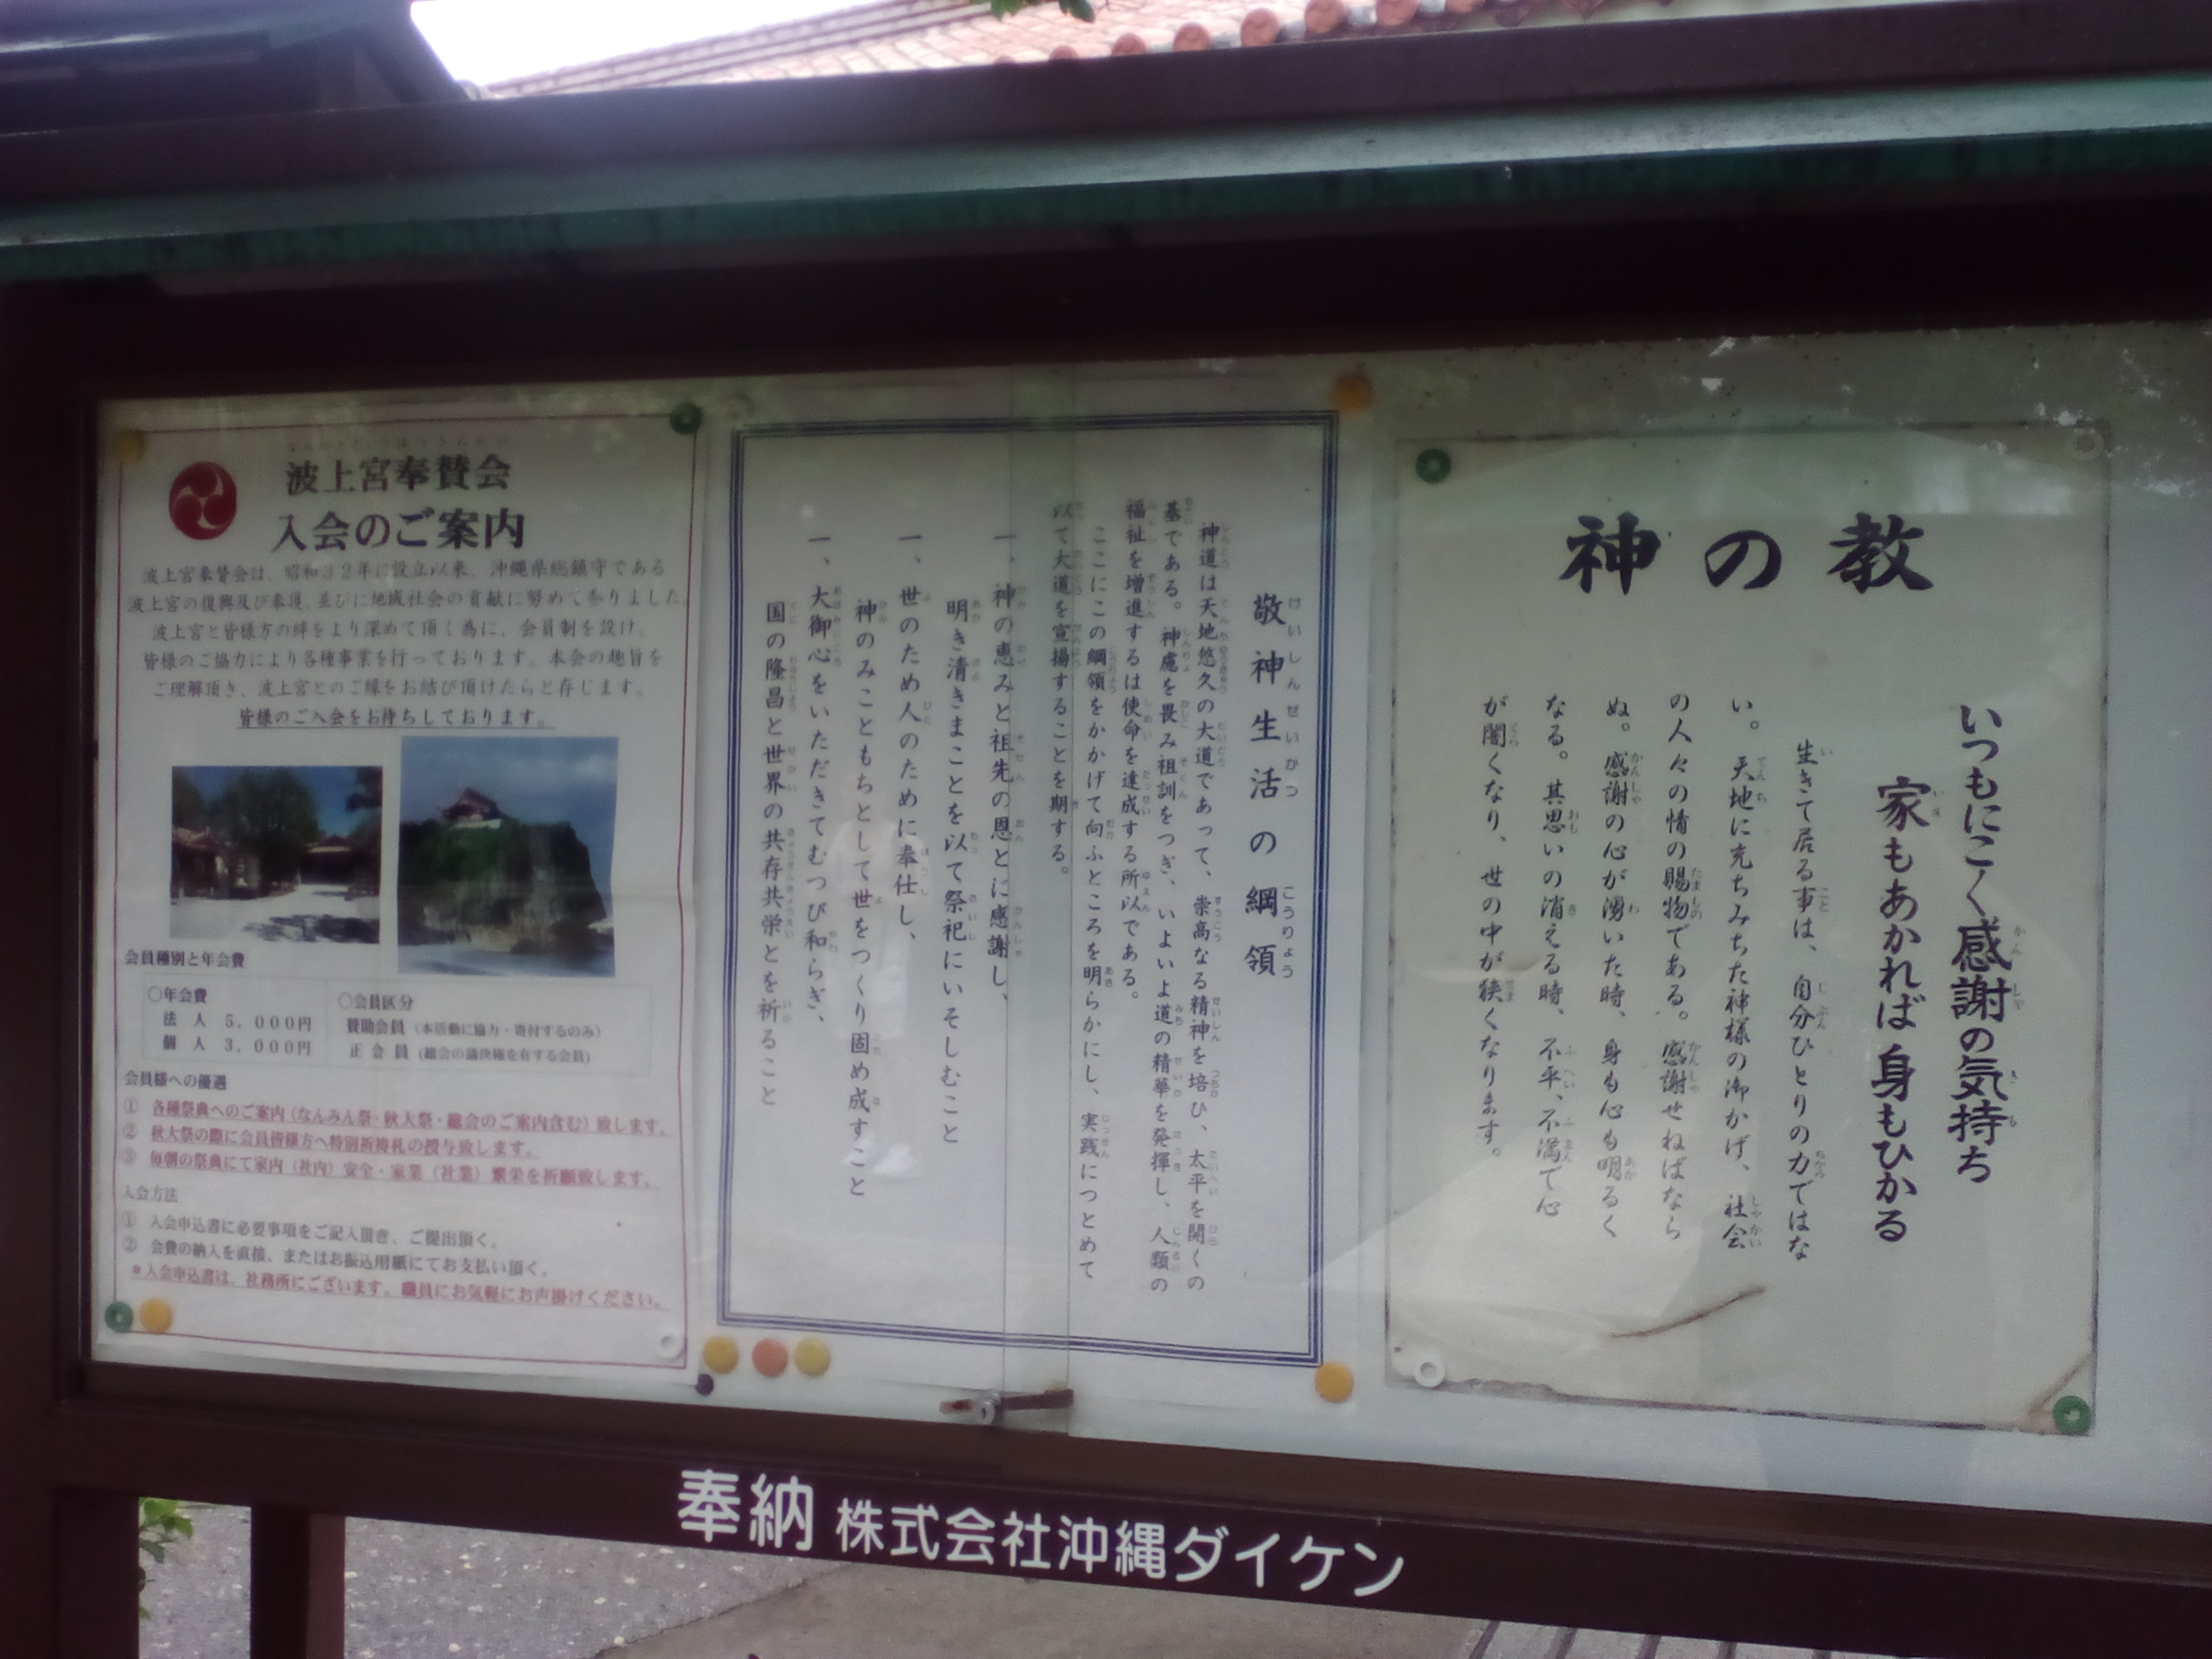 波上宮奉賛会
入会のご案内
波上宮奉賛会は、昭和32年に設立以来、沖縄県総鎮守である
波上宮の復興及び奉護、並びに地域社会の貢献に努めて参りました。
波上宮と皆様方の絆をより深めて頂く為に、会員制を設け、
皆様のご協力により各種事業を行っております。本会の趣旨を
ご理解頂き、波上宮とのご縁をお結び頂けたらと存じます。
皆様のご入会をお待ちしております。
会員種別と年会費
〇年会費
法 人 5,000円
個 人 3,000円
〇会員区分
賛助会員（本活動に協力・寄付するのみ）
正 会 員（総会の議決権を有する会員）
会員様への優遇
① 各種祭典へのご案内（なんみん祭・秋大祭・総会のご案内含む）致します。
② 秋大祭の際に会員皆様方へ特別祈祷札の授与致します。
③ 毎朝の祭典にて家内（社内）安全・家業（社業）繁栄を祈願致します。
入会方法
① 入会申込書に必要事項をご記入頂き、ご提出頂く。
② 会費の納入を直接、またはお振込用紙にてお支払い頂く。
＊入会申込書は、社務所にございます。職員にお気軽にお声掛けください。
敬神生活の綱領
神道は天地悠久の大道であって、崇高なる精神を培ひ、太平を開くの
基である。神慮を畏み祖訓をつぎ、いよいよ道の精華を発揮し、人類の
福祉を増進するは使命を達成する所以である。
ここにこの綱領をかかげて向ふところを明らかにし、実践につとめて
以て大道を宣揚することを期する。
一、神の恵みと祖先の恩とに感謝し、
明き清きまことを以て祭祀にいそしむこと
一、世のため人のために奉仕し、
神のみこともちとして世をつくり固め成すこと
一、大御心をいただきてむつび和らぎ、
国の隆昌と世界の共存共栄とを祈ること
神の教
いつもにこく感謝の気持ち
家もあかれば身もひかる
生きて居る事は、自分ひとりの力ではな
い。天地に充ちみちた神様の御かげ、社会
の人々の情の賜物である。感謝せねばなら
ぬ。感謝の心が湧いた時、身も心も明るく
なる。其思いの消える時、不平、不満で心
が闇くなり、世の中が狭くなります。
奉納 株式会社沖縄ダイケン